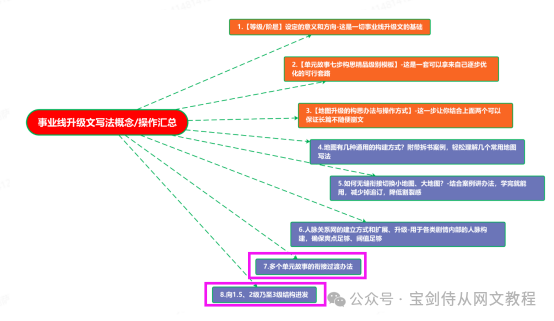 1.【等级/阶层】设定的意义和方向-这是一切事业线升级文的基础
2.【单元故事七步构思精品级别模板】-这是一套可以拿来自己逐步优
化的可行套路
事业线升级文写法概念/操作汇总
3.【地图升级的构思办法与操作方式】-这一步让你结合上面两个可以
保证长篇不随便崩文
4.地图有几种通用的构建方式？附带拆书案例，轻松理解几个常用地图
写法
5.如何无缝衔接切换小地图、大地图？-结合案例讲办法，学完就能
用，减少掉追订，降低割裂感
6.人脉关系网的建立方式和扩展、升级-用于各类剧情内部的人脉构
建，确保爽点足够、阈值足够
7.多个单元故事的衔接过渡办法
8.向1.5、2级乃至3级结构进发
公众号 · 宝剑侍从网文教程